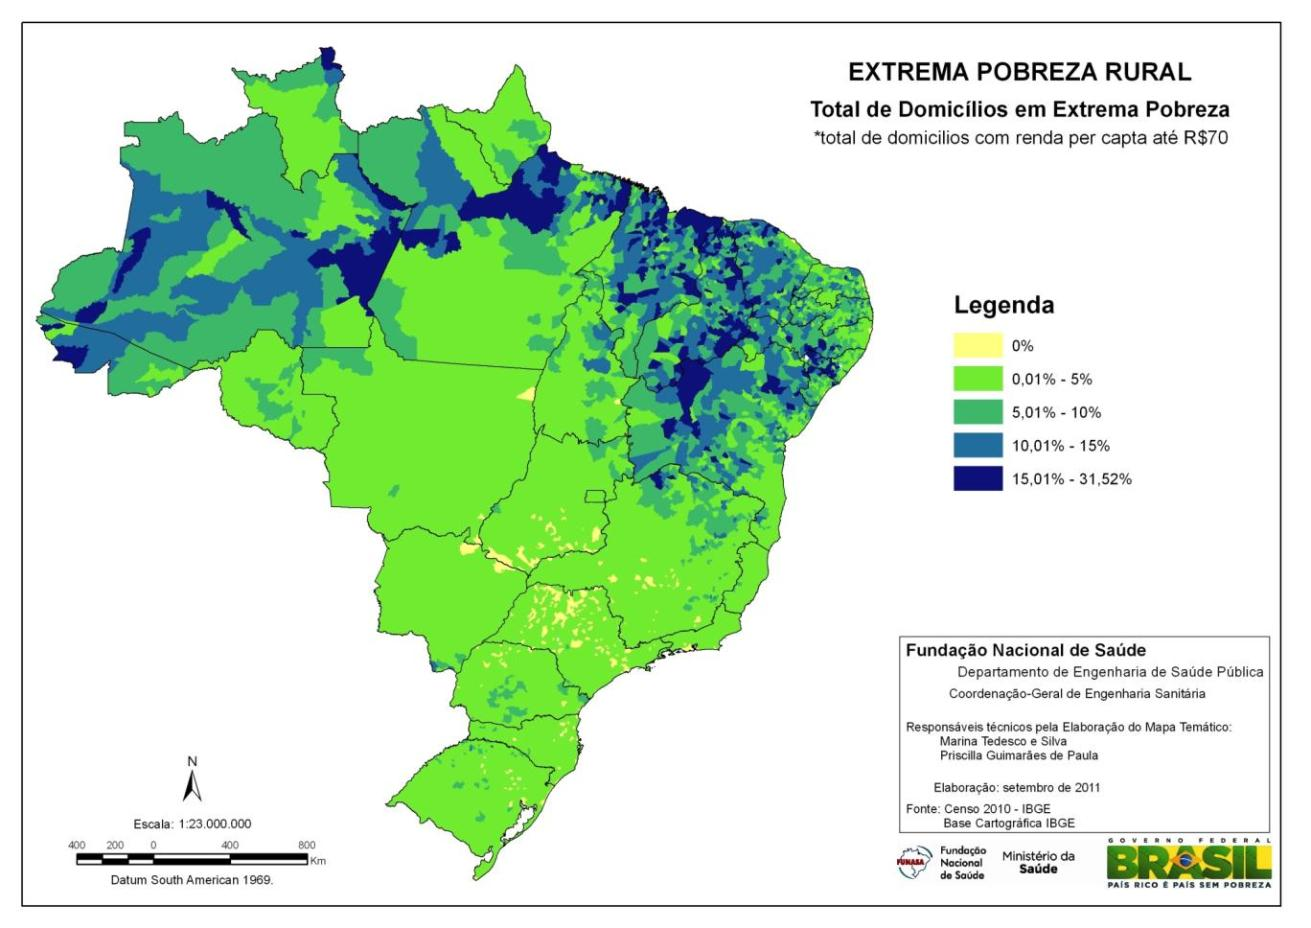 EXTREMA POBREZA RURAL
Total de Domicílios em Extrema Pobreza
*total de domicilios com renda per capta até R$70
Legenda
0%
0,01% - 5%
5,01% - 10%
10,01% - 15%
15,01% - 31,52%
Fundação Nacional de Saúde
Departamento de Engenharia de Saúde Pública
Coordenação-Geral de Engenharia Sanitária
Responsáveis técnicos pela Elaboração do Mapa Temático:
Marina Tedesco e Silva
Priscilla Guimarães de Paula
Elaboração: setembro de 2011
Fonte: Censo 2010 - IBGE
Base Cartográfica IBGE
N
Escala: 1:23.000.000
400 200 0 400 800
Km
Datum South American 1969.
FUNASA
Fundação
Nacional
de Saúde
Ministério da
Saúde
GOVERNO FEDERAL
BRASIL
PAÍS RICO É PAÍS SEM POBREZA